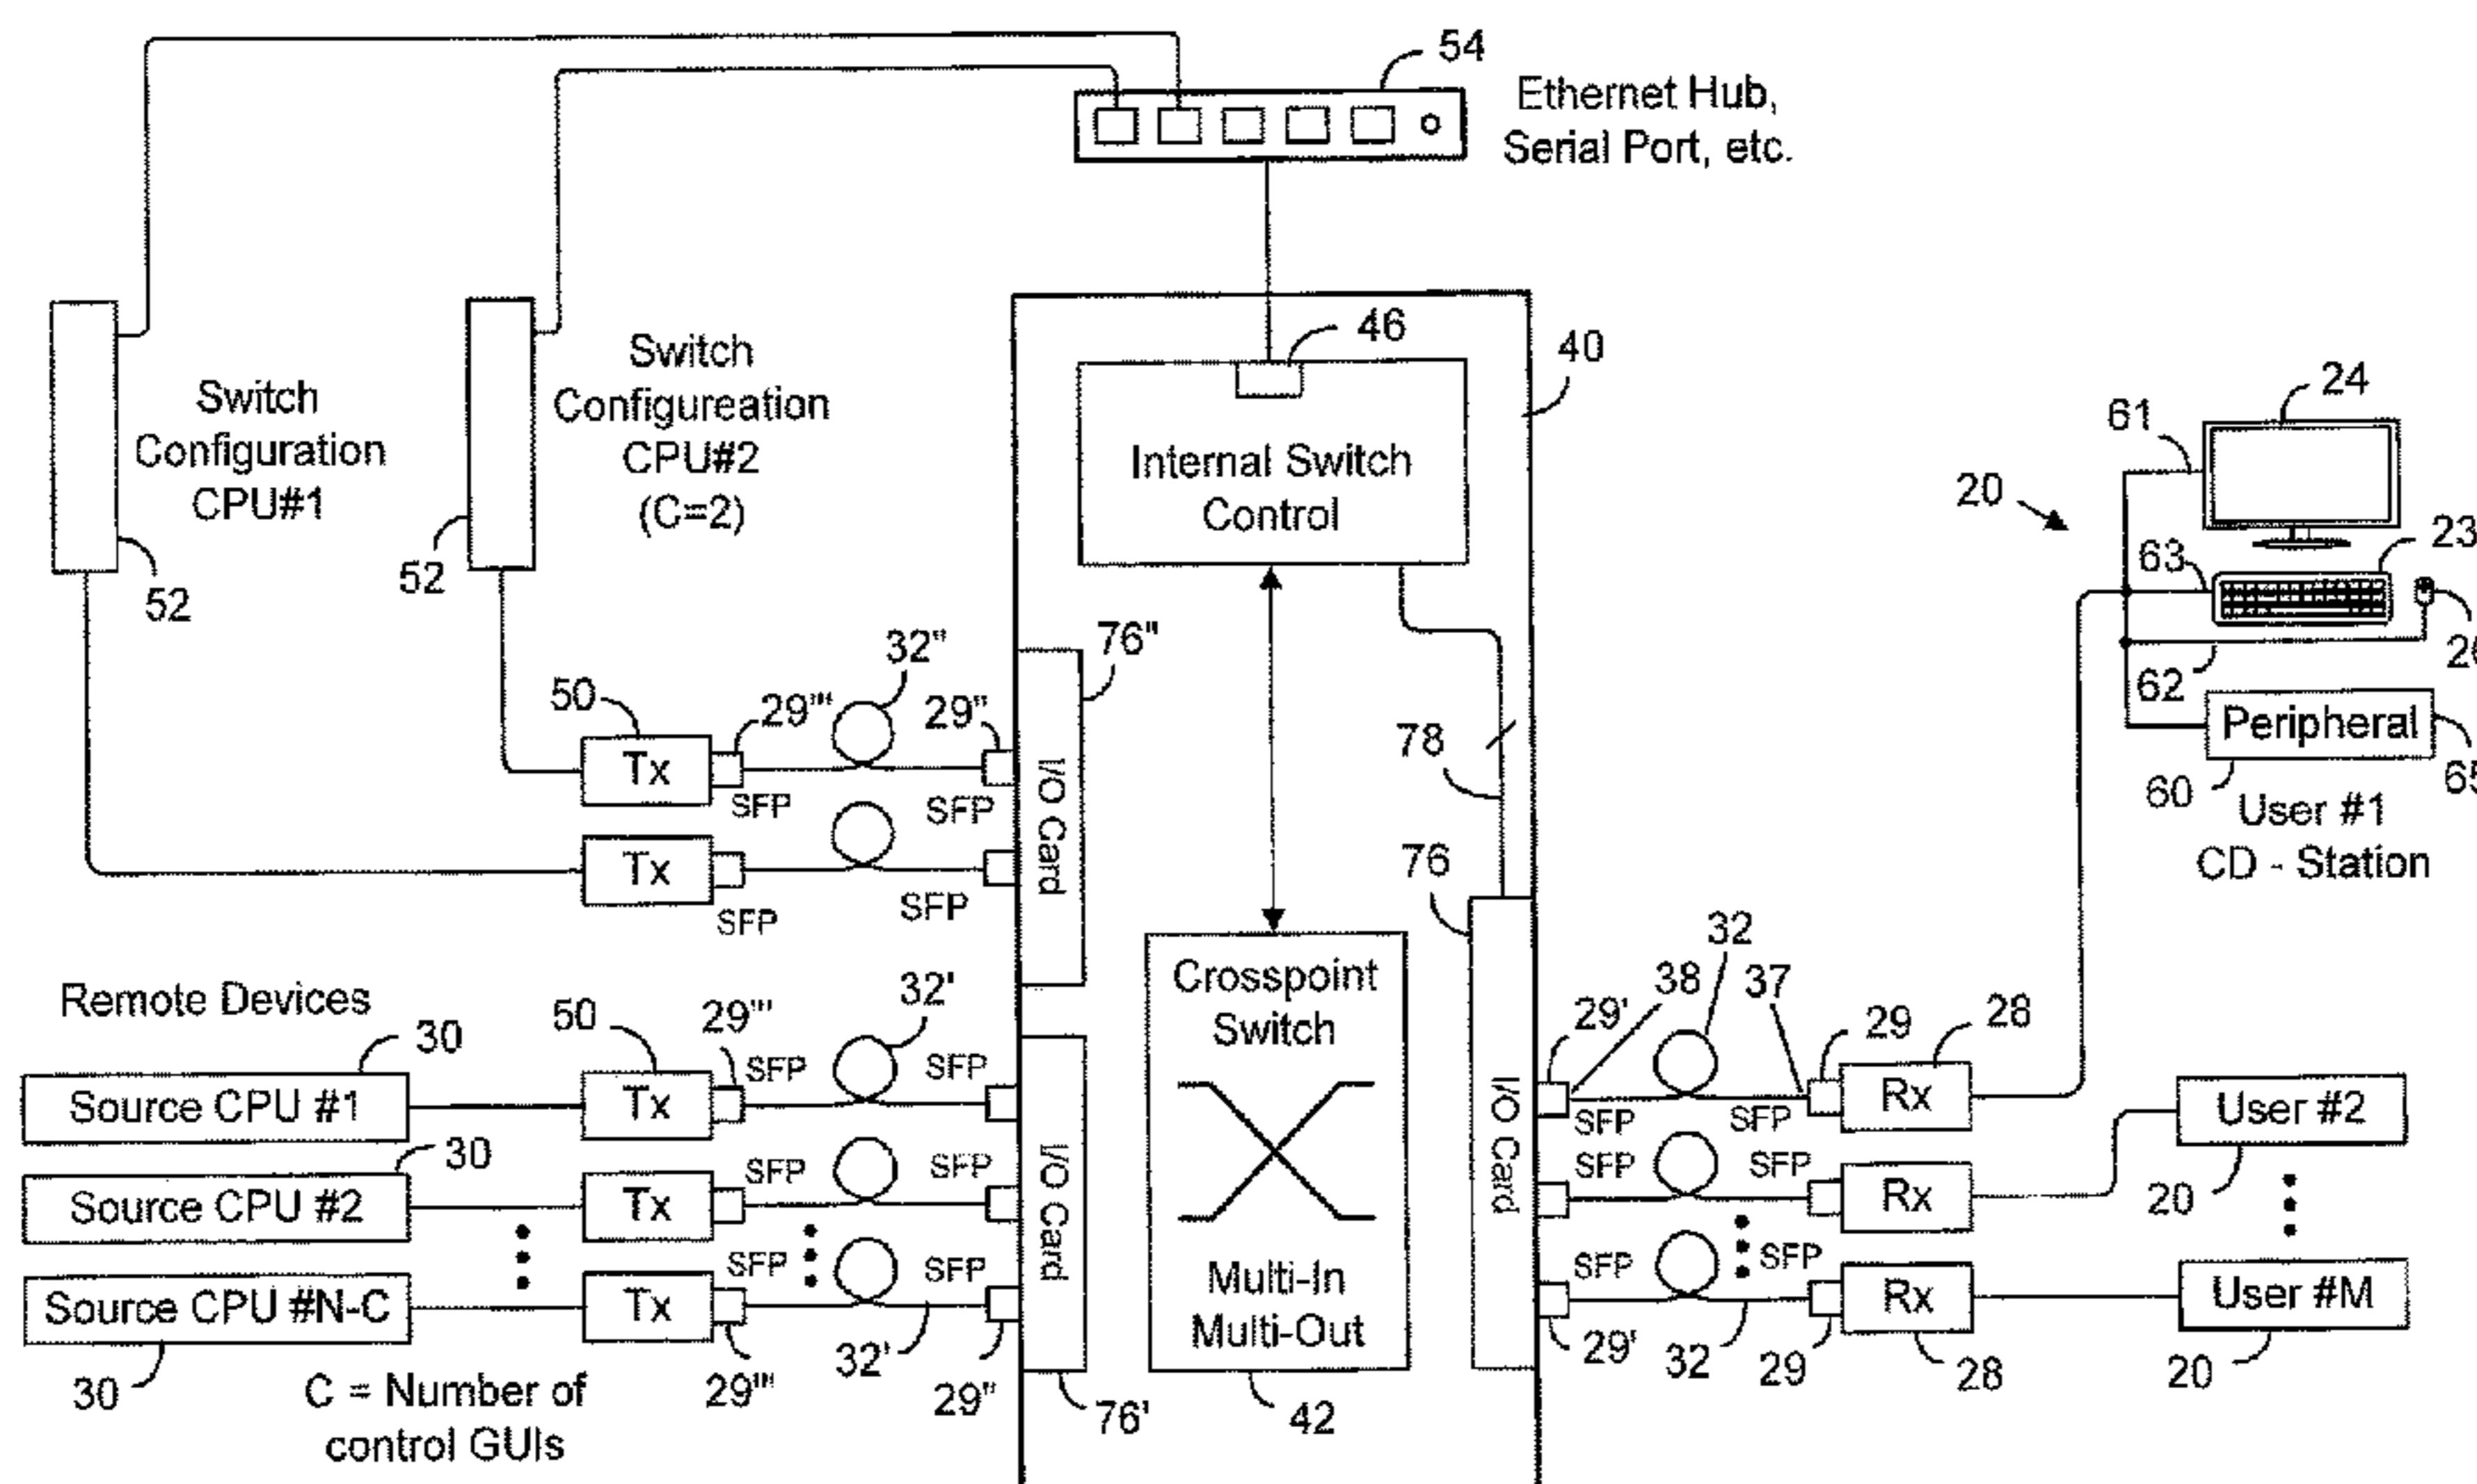 54
Ethernet Hub,
Serial Port, etc.
46
40
Switch
Configuration
CPU#1
52
Switch
Configureation
CPU#2
(C=2)
52
Internal Switch
Control
24
61
20
23
63
62
Peripheral
60
User #1
CD - Station
76"
32"
50
29'''
29"
Tx
SFP
SFP
I/O Card
78
Tx
SFP
SFP
76
Remote Devices
30
50
29'''
32'
SFP
SFP
Source CPU #1
Tx
30
SFP
SFP
Source CPU #2
Tx
SFP
SFP
Source CPU #N-C
Tx
30
29'''
32'
29"
I/O Card
76'
C = Number of
control GUIs
Crosspoint
Switch
Multi-In
Multi-Out
42
I/O Card
29'
38
32
37
29
28
SFP
SFP
Rx
User #2
SFP
SFP
Rx
20
SFP
SFP
Rx
User #M
29'
32
29
28
20